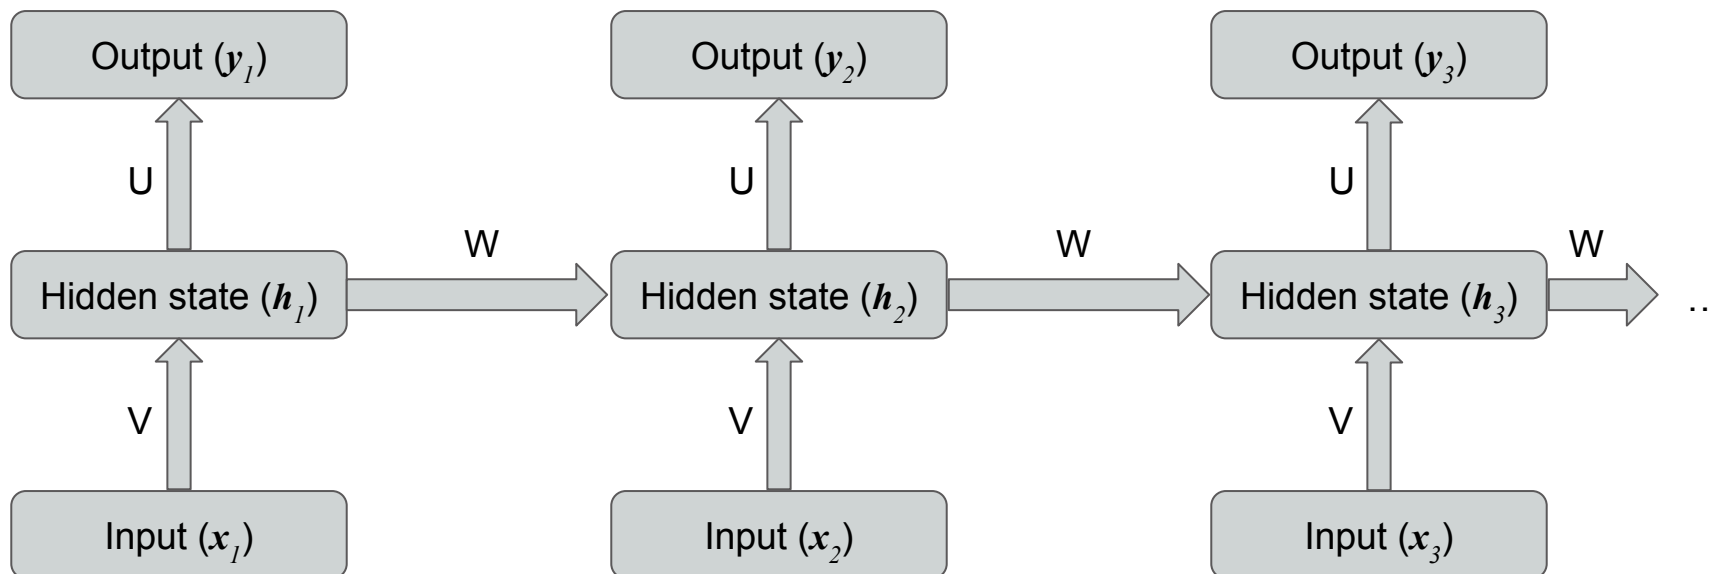 Output (y1) Output (y2) Output (y3)
U U U
W W W
Hidden state (h1) Hidden state (h2) Hidden state (h3) ..
V V V
Input (x1) Input (x2) Input (x3)